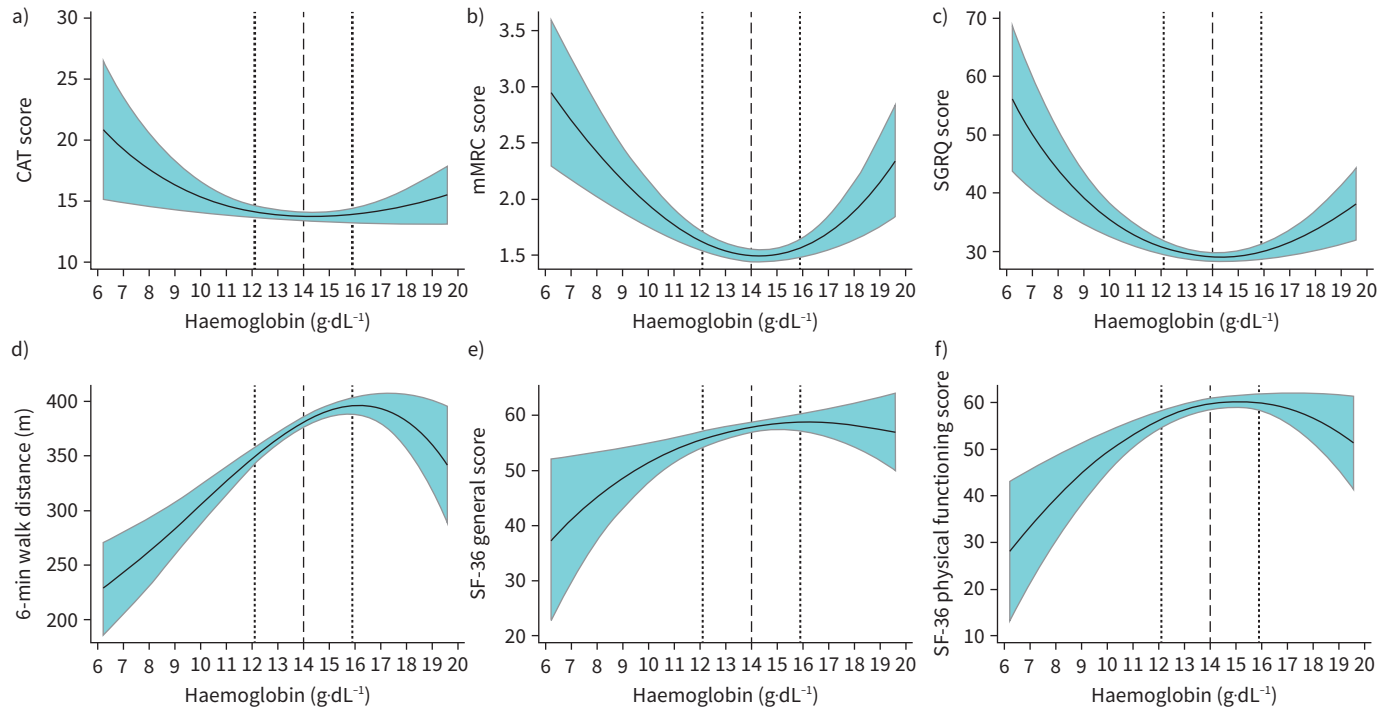 a)
30
25
20
15
10
CAT score
6 7 8 9 10 11 12 13 14 15 16 17 18 19 20
Haemoglobin (g·dL⁻¹)
b)
3.5
3.0
2.5
2.0
1.5
mMRC score
6 7 8 9 10 11 12 13 14 15 16 17 18 19 20
Haemoglobin (g·dL⁻¹)
c)
70
60
50
40
30
SGRQ score
6 7 8 9 10 11 12 13 14 15 16 17 18 19 20
Haemoglobin (g·dL⁻¹)
d)
400
350
300
250
200
6-min walk distance (m)
6 7 8 9 10 11 12 13 14 15 16 17 18 19 20
Haemoglobin (g·dL⁻¹)
e)
60
50
40
30
20
SF-36 general score
6 7 8 9 10 11 12 13 14 15 16 17 18 19 20
Haemoglobin (g·dL⁻¹)
f)
60
50
40
30
20
10
SF-36 physical functioning score
6 7 8 9 10 11 12 13 14 15 16 17 18 19 20
Haemoglobin (g·dL⁻¹)